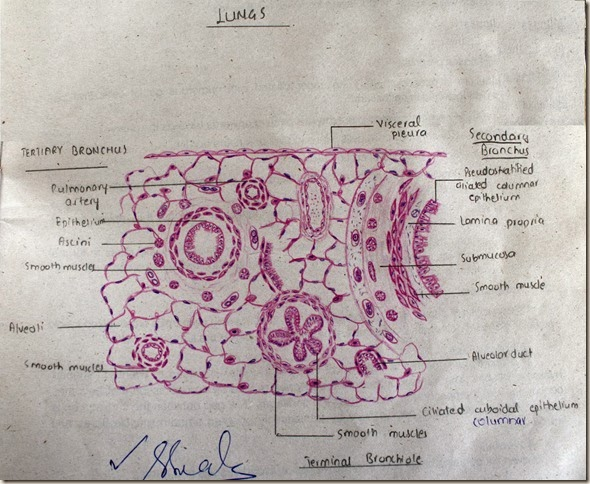 LUNGS
Visceral
pleura
TERTIARY BRONCHUS
Pulmonary
artery
Epithelium
Ascini
Smooth muscles
Alveoli
Smooth muscles
Secondary
Bronchus
Pseudostratified
ciliated columnar
epithelium
Lamina propria
Submucosa
Smooth muscle
Alveolar duct
Ciliated cuboidal epithelium
columnar
Smooth muscles
Terminal Bronchiole